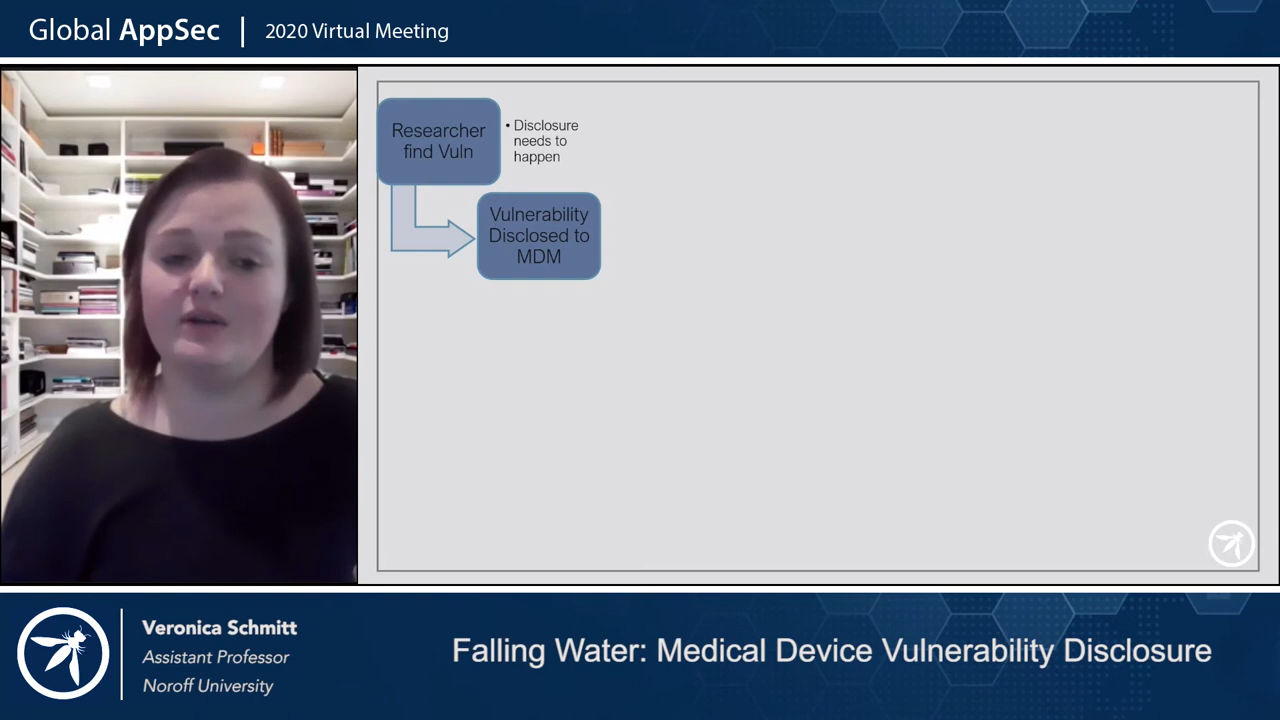 Global AppSec | 2020 Virtual Meeting
Researcher
find Vuln
• Disclosure
needs to
happen
Vulnerability
Disclosed to
MDM
Veronica Schmitt
Assistant Professor
Noroff University
Falling Water: Medical Device Vulnerability Disclosure